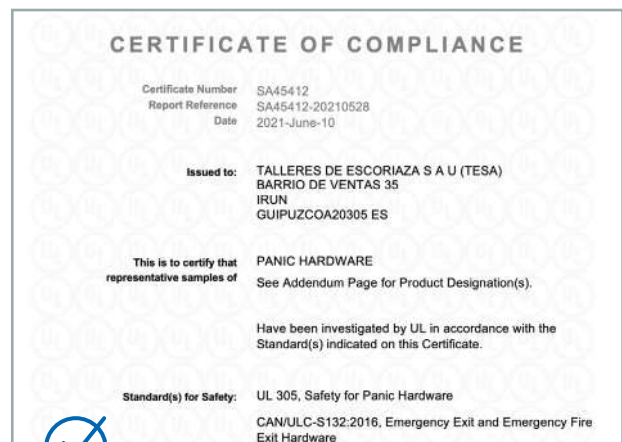 CERTIFICATE OF COMPLIANCE
Certificate Number SA45412
Report Reference SA45412-20210528
Date 2021-June-10
Issued to: TALLERES DE ESCORIAZA S A U (TESA)
BARRIO DE VENTAS 35
IRUN
GUIPUZCOA20305 ES
This is to certify that PANIC HARDWARE
representative samples of See Addendum Page for Product Designation(s).
Have been investigated by UL in accordance with the
Standard(s) indicated on this Certificate.
Standard(s) for Safety: UL 305, Safety for Panic Hardware
CAN/ULC-S132:2016, Emergency Exit and Emergency Fire
Exit Hardware